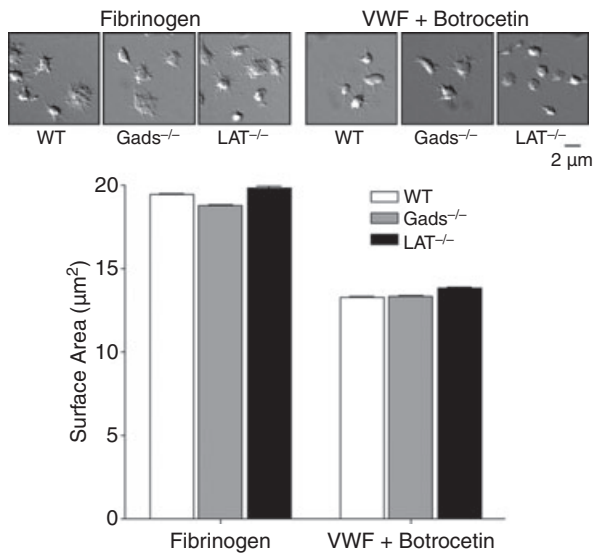 Fibrinogen VWF + Botrocetin
WT Gads⁻/⁻ LAT⁻/⁻ WT Gads⁻/⁻ LAT⁻/⁻
2 µm
Surface Area (µm²)
20
15
10
5
0
WT
Gads⁻/⁻
LAT⁻/⁻
Fibrinogen VWF + Botrocetin